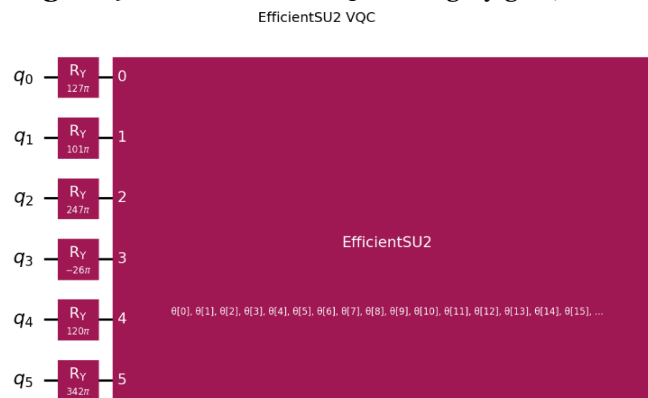 EfficientSU2 VQC
q0 RY 127π 0
q1 RY 101π 1
q2 RY 247π 2
q3 RY −26π 3
EfficientSU2
θ[0], θ[1], θ[2], θ[3], θ[4], θ[5], θ[6], θ[7], θ[8], θ[9], θ[10], θ[11], θ[12], θ[13], θ[14], θ[15], ...
q4 RY 120π 4
q5 RY 342π 5